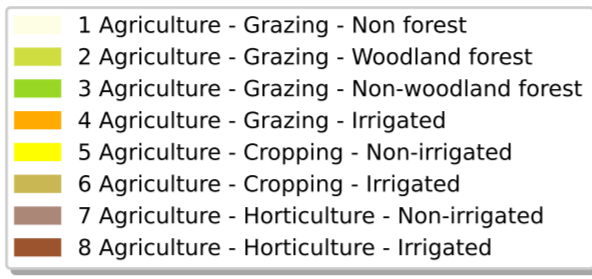 1 Agriculture - Grazing - Non forest
2 Agriculture - Grazing - Woodland forest
3 Agriculture - Grazing - Non-woodland forest
4 Agriculture - Grazing - Irrigated
5 Agriculture - Cropping - Non-irrigated
6 Agriculture - Cropping - Irrigated
7 Agriculture - Horticulture - Non-irrigated
8 Agriculture - Horticulture - Irrigated